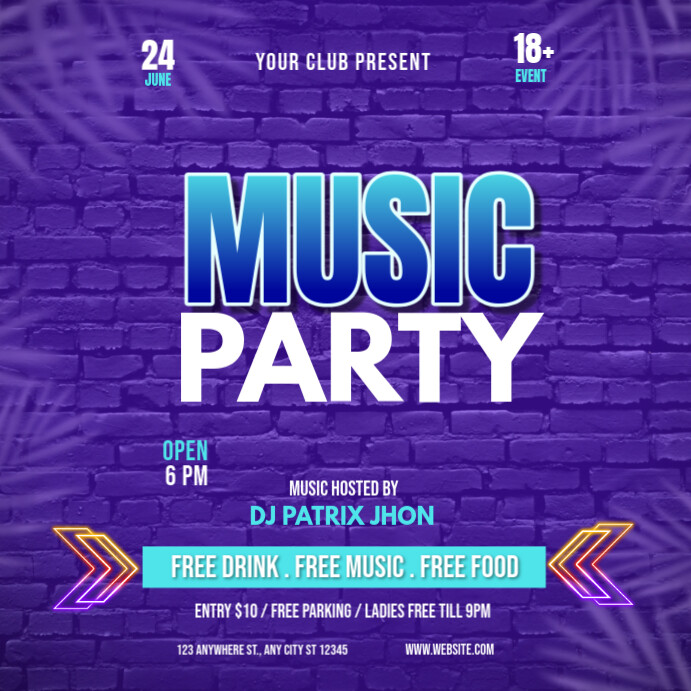 24
JUNE
YOUR CLUB PRESENT
18+
EVENT
MUSIC
PARTY
OPEN
6 PM
MUSIC HOSTED BY
DJ PATRIX JHON
FREE DRINK . FREE MUSIC . FREE FOOD
ENTRY $10 / FREE PARKING / LADIES FREE TILL 9PM
123 ANYWHERE ST., ANY CITY ST 12345 WWW.WEBSITE.COM